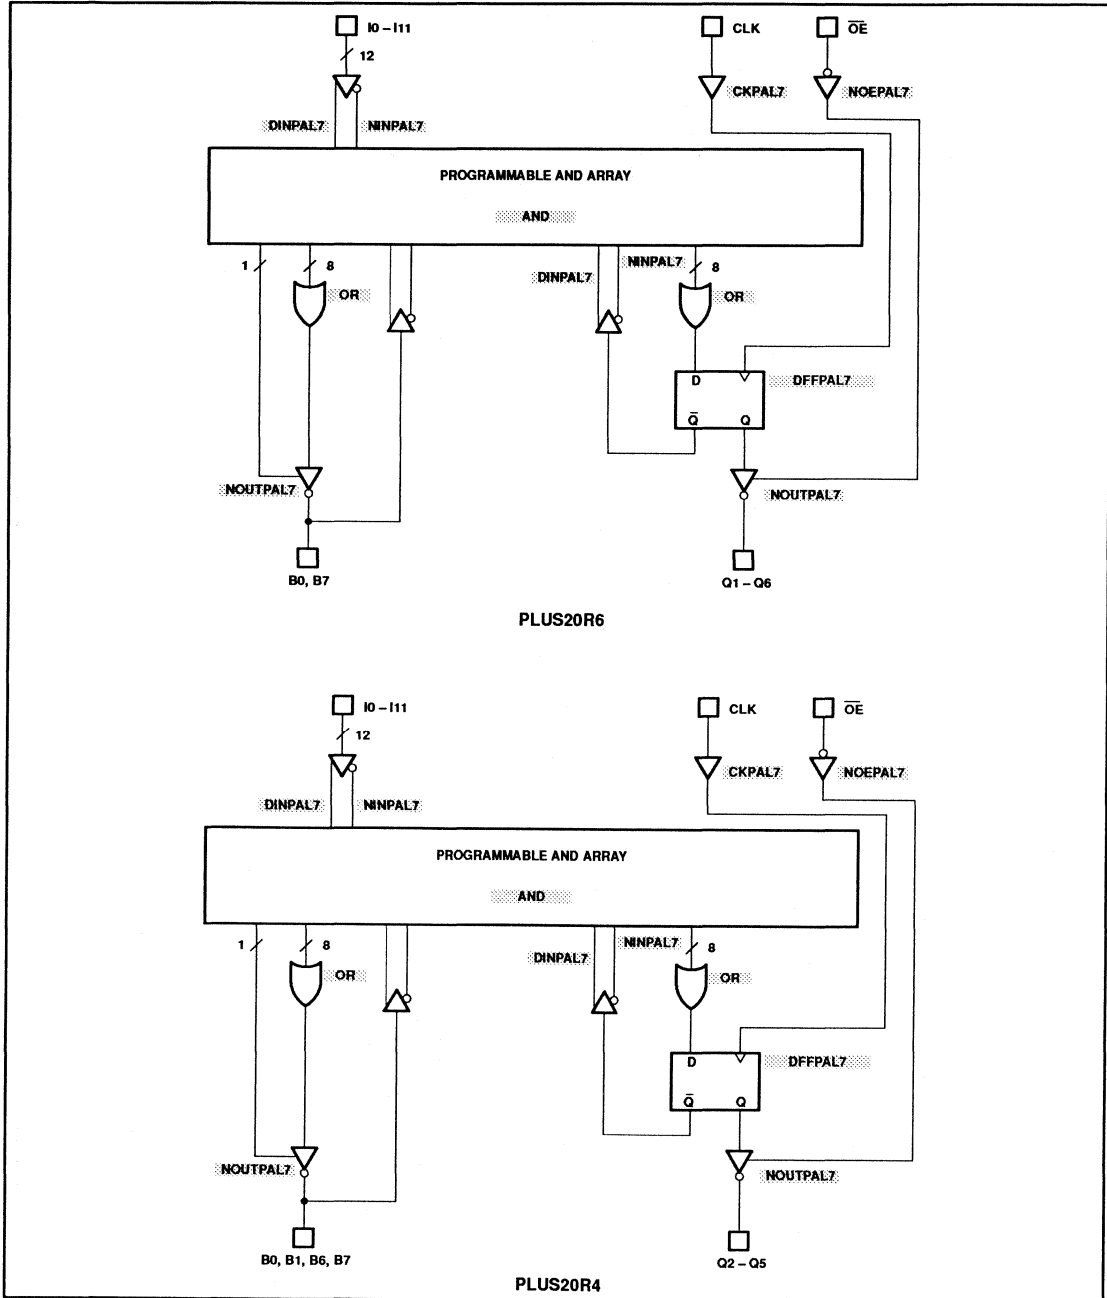 I0 – I11
CLK
OE
12
CKPAL7
NOEPAL7
DINPAL7
NINPAL7
PROGRAMMABLE AND ARRAY
AND
1
8
OR
NINPAL7
8
DINPAL7
OR
D
DFFPAL7
Q
Q
NOUTPAL7
NOUTPAL7
B0, B7
Q1 – Q6
PLUS20R6
I0 – I11
CLK
OE
12
CKPAL7
NOEPAL7
DINPAL7
NINPAL7
PROGRAMMABLE AND ARRAY
AND
1
8
OR
NINPAL7
8
DINPAL7
OR
D
DFFPAL7
Q
Q
NOUTPAL7
NOUTPAL7
B0, B1, B6, B7
Q2 – Q5
PLUS20R4